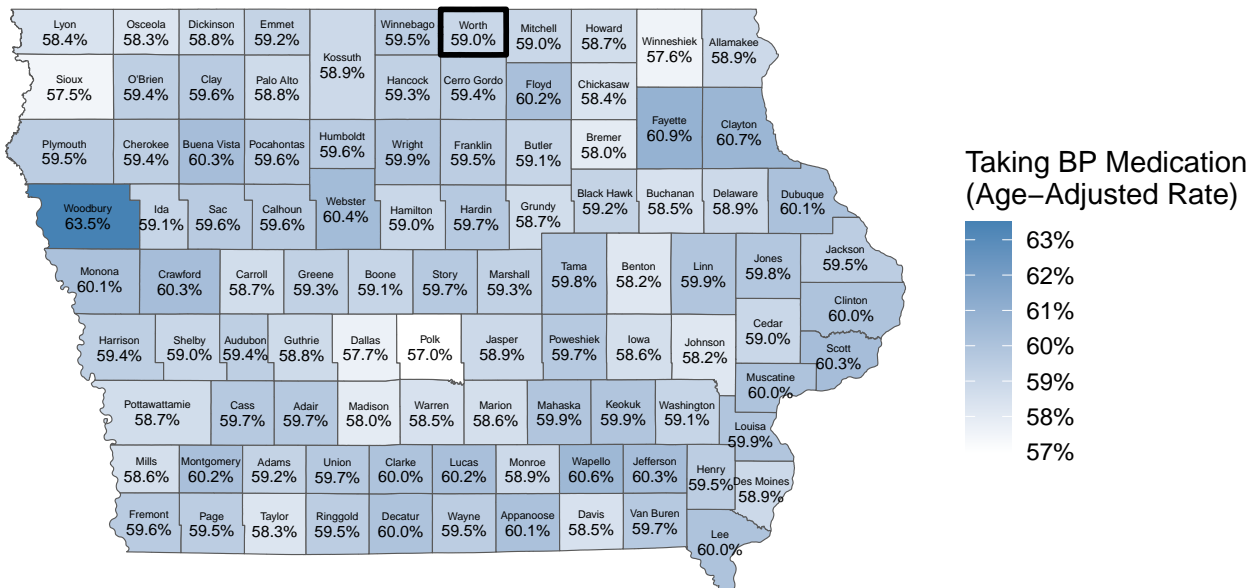 Lyon
58.4%
Osceola
58.3%
Dickinson
58.8%
Emmet
59.2%
Winnebago
59.5%
Worth
59.0%
Mitchell
59.0%
Howard
58.7%
Winneshiek
57.6%
Allamakee
58.9%
Kossuth
58.9%
Sioux
57.5%
O'Brien
59.4%
Clay
59.6%
Palo Alto
58.8%
Hancock
59.3%
Cerro Gordo
59.4%
Floyd
60.2%
Chickasaw
58.4%
Fayette
60.9%
Clayton
60.7%
Plymouth
59.5%
Cherokee
59.4%
Buena Vista
60.3%
Pocahontas
59.6%
Humboldt
59.6%
Wright
59.9%
Franklin
59.5%
Butler
59.1%
Bremer
58.0%
Woodbury
63.5%
Ida
59.1%
Sac
59.6%
Calhoun
59.6%
Webster
60.4%
Hamilton
59.0%
Hardin
59.7%
Grundy
58.7%
Black Hawk
59.2%
Buchanan
58.5%
Delaware
58.9%
Dubuque
60.1%
Monona
60.1%
Crawford
60.3%
Carroll
58.7%
Greene
59.3%
Boone
59.1%
Story
59.7%
Marshall
59.3%
Tama
59.8%
Benton
58.2%
Linn
59.9%
Jones
59.8%
Jackson
59.5%
Clinton
60.0%
Harrison
59.4%
Shelby
59.0%
Audubon
59.4%
Guthrie
58.8%
Dallas
57.7%
Polk
57.0%
Jasper
58.9%
Poweshiek
59.7%
Iowa
58.6%
Johnson
58.2%
Cedar
59.0%
Scott
60.3%
Muscatine
60.0%
Pottawattamie
58.7%
Cass
59.7%
Adair
59.7%
Madison
58.0%
Warren
58.5%
Marion
58.6%
Mahaska
59.9%
Keokuk
59.9%
Washington
59.1%
Louisa
59.9%
Mills
58.6%
Montgomery
60.2%
Adams
59.2%
Union
59.7%
Clarke
60.0%
Lucas
60.2%
Monroe
58.9%
Wapello
60.6%
Jefferson
60.3%
Henry
59.5%
Des Moines
58.9%
Fremont
59.6%
Page
59.5%
Taylor
58.3%
Ringgold
59.5%
Decatur
60.0%
Wayne
59.5%
Appanoose
60.1%
Davis
58.5%
Van Buren
59.7%
Lee
60.0%
Taking BP Medication
(Age−Adjusted Rate)
63%
62%
61%
60%
59%
58%
57%